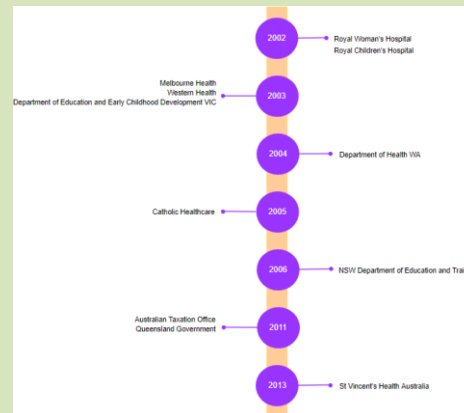 2002
Royal Woman's Hospital
Royal Children's Hospital
Melbourne Health
Western Health
Department of Education and Early Childhood Development VIC
2003
2004
Department of Health WA
Catholic Healthcare
2005
2006
NSW Department of Education and Trai
Australian Taxation Office
Queensland Government
2011
2013
St Vincent's Health Australia